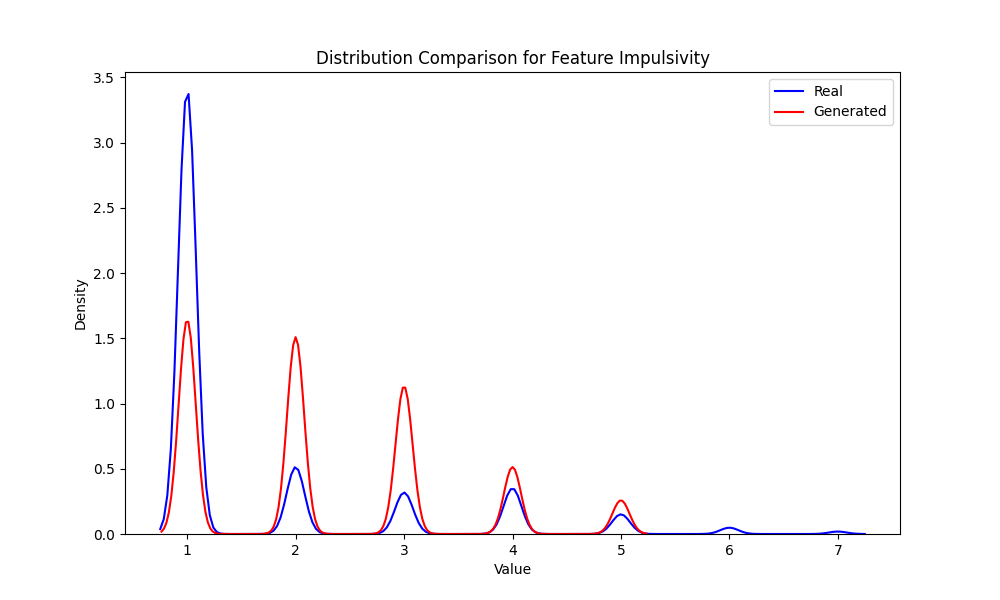 Distribution Comparison for Feature Impulsivity
Real
Generated
3.5
3.0
2.5
2.0
1.5
1.0
0.5
0.0
Density
1 2 3 4 5 6 7
Value